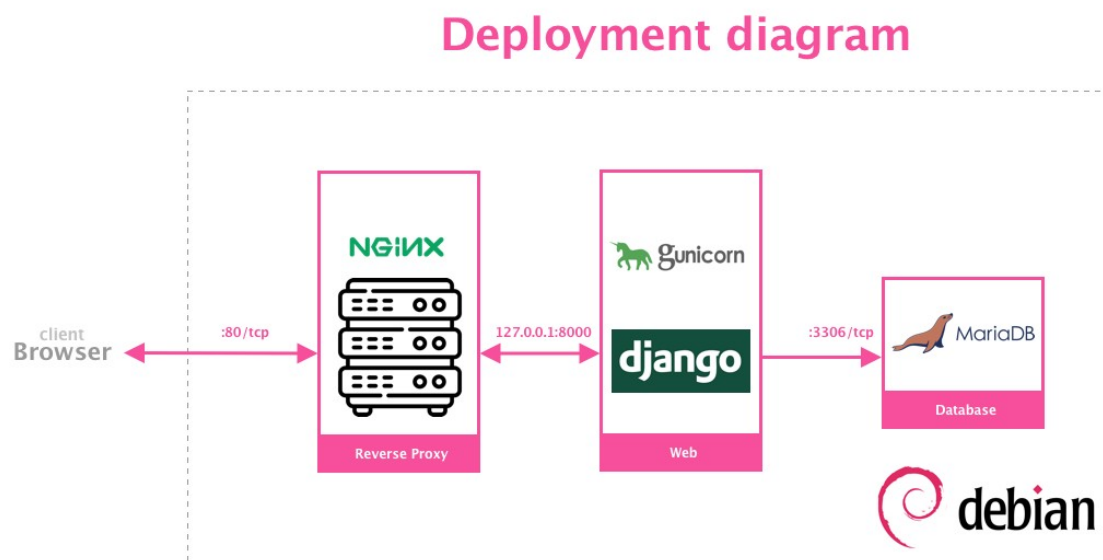 Deployment diagram
NGINX
gunicorn
client
Browser
:80/tcp
127.0.0.1:8000
django
:3306/tcp
MariaDB
Database
Reverse Proxy
Web
debian